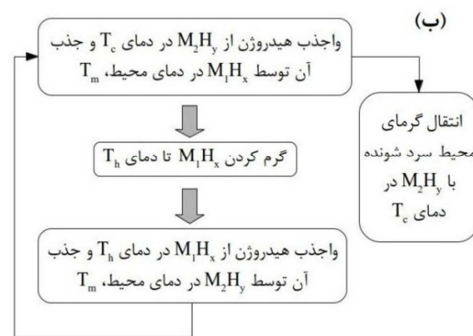 (ب)
واجذب هیدروژن از M₂Hy در دمای Tc و جذب
آن توسط M₁Hx در دمای محیط، Tm
گرم کردن M₁Hx تا دمای Th
واجذب هیدروژن از M₁Hx در دمای Th و جذب
آن توسط M₂Hy در دمای محیط، Tm
انتقال گرمای
محیط سرد شونده
با M₂Hy در
دمای Tc